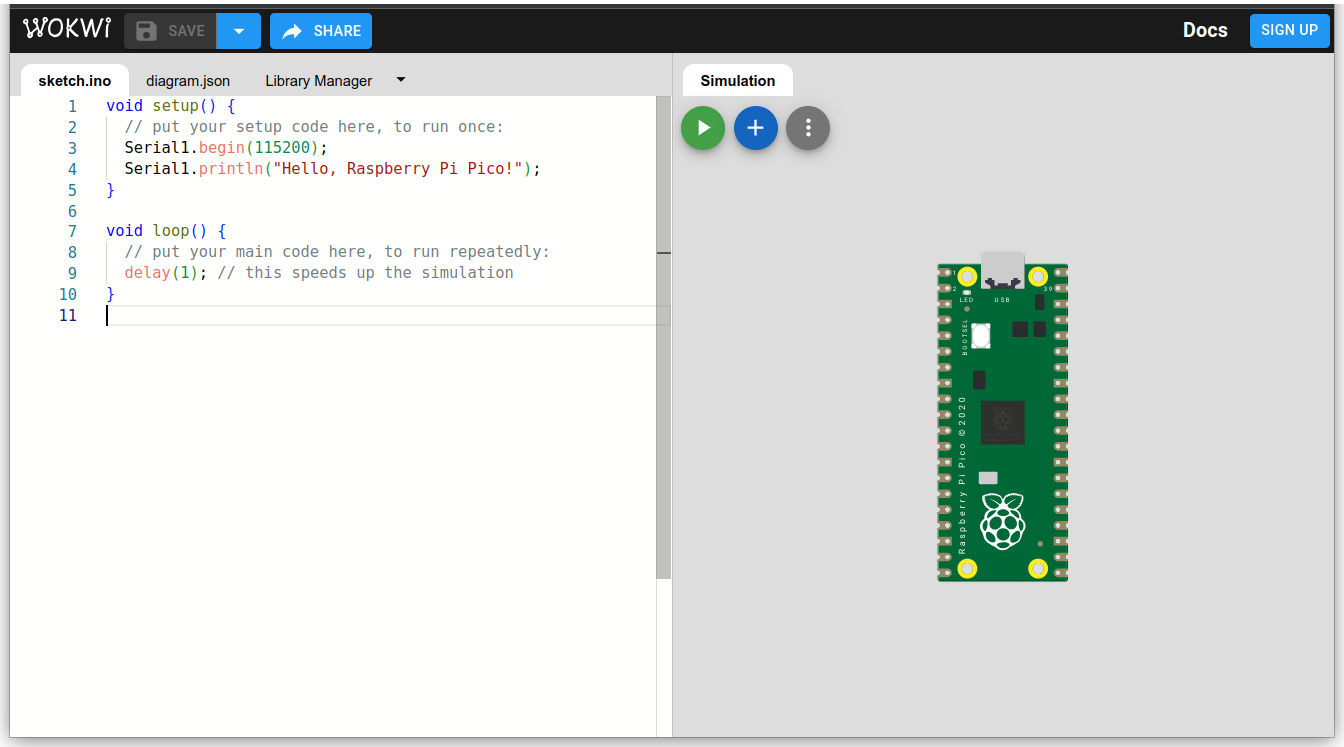 WOKWi SAVE SHARE Docs SIGN UP
sketch.ino diagram.json Library Manager Simulation
1 void setup() {
2 // put your setup code here, to run once:
3 Serial1.begin(115200);
4 Serial1.println("Hello, Raspberry Pi Pico!");
5 }
6
7 void loop() {
8 // put your main code here, to run repeatedly:
9 delay(1); // this speeds up the simulation
10 }
11
1
2 39
LED USB
BOOTSEL
Raspberry Pi Pico ©2020